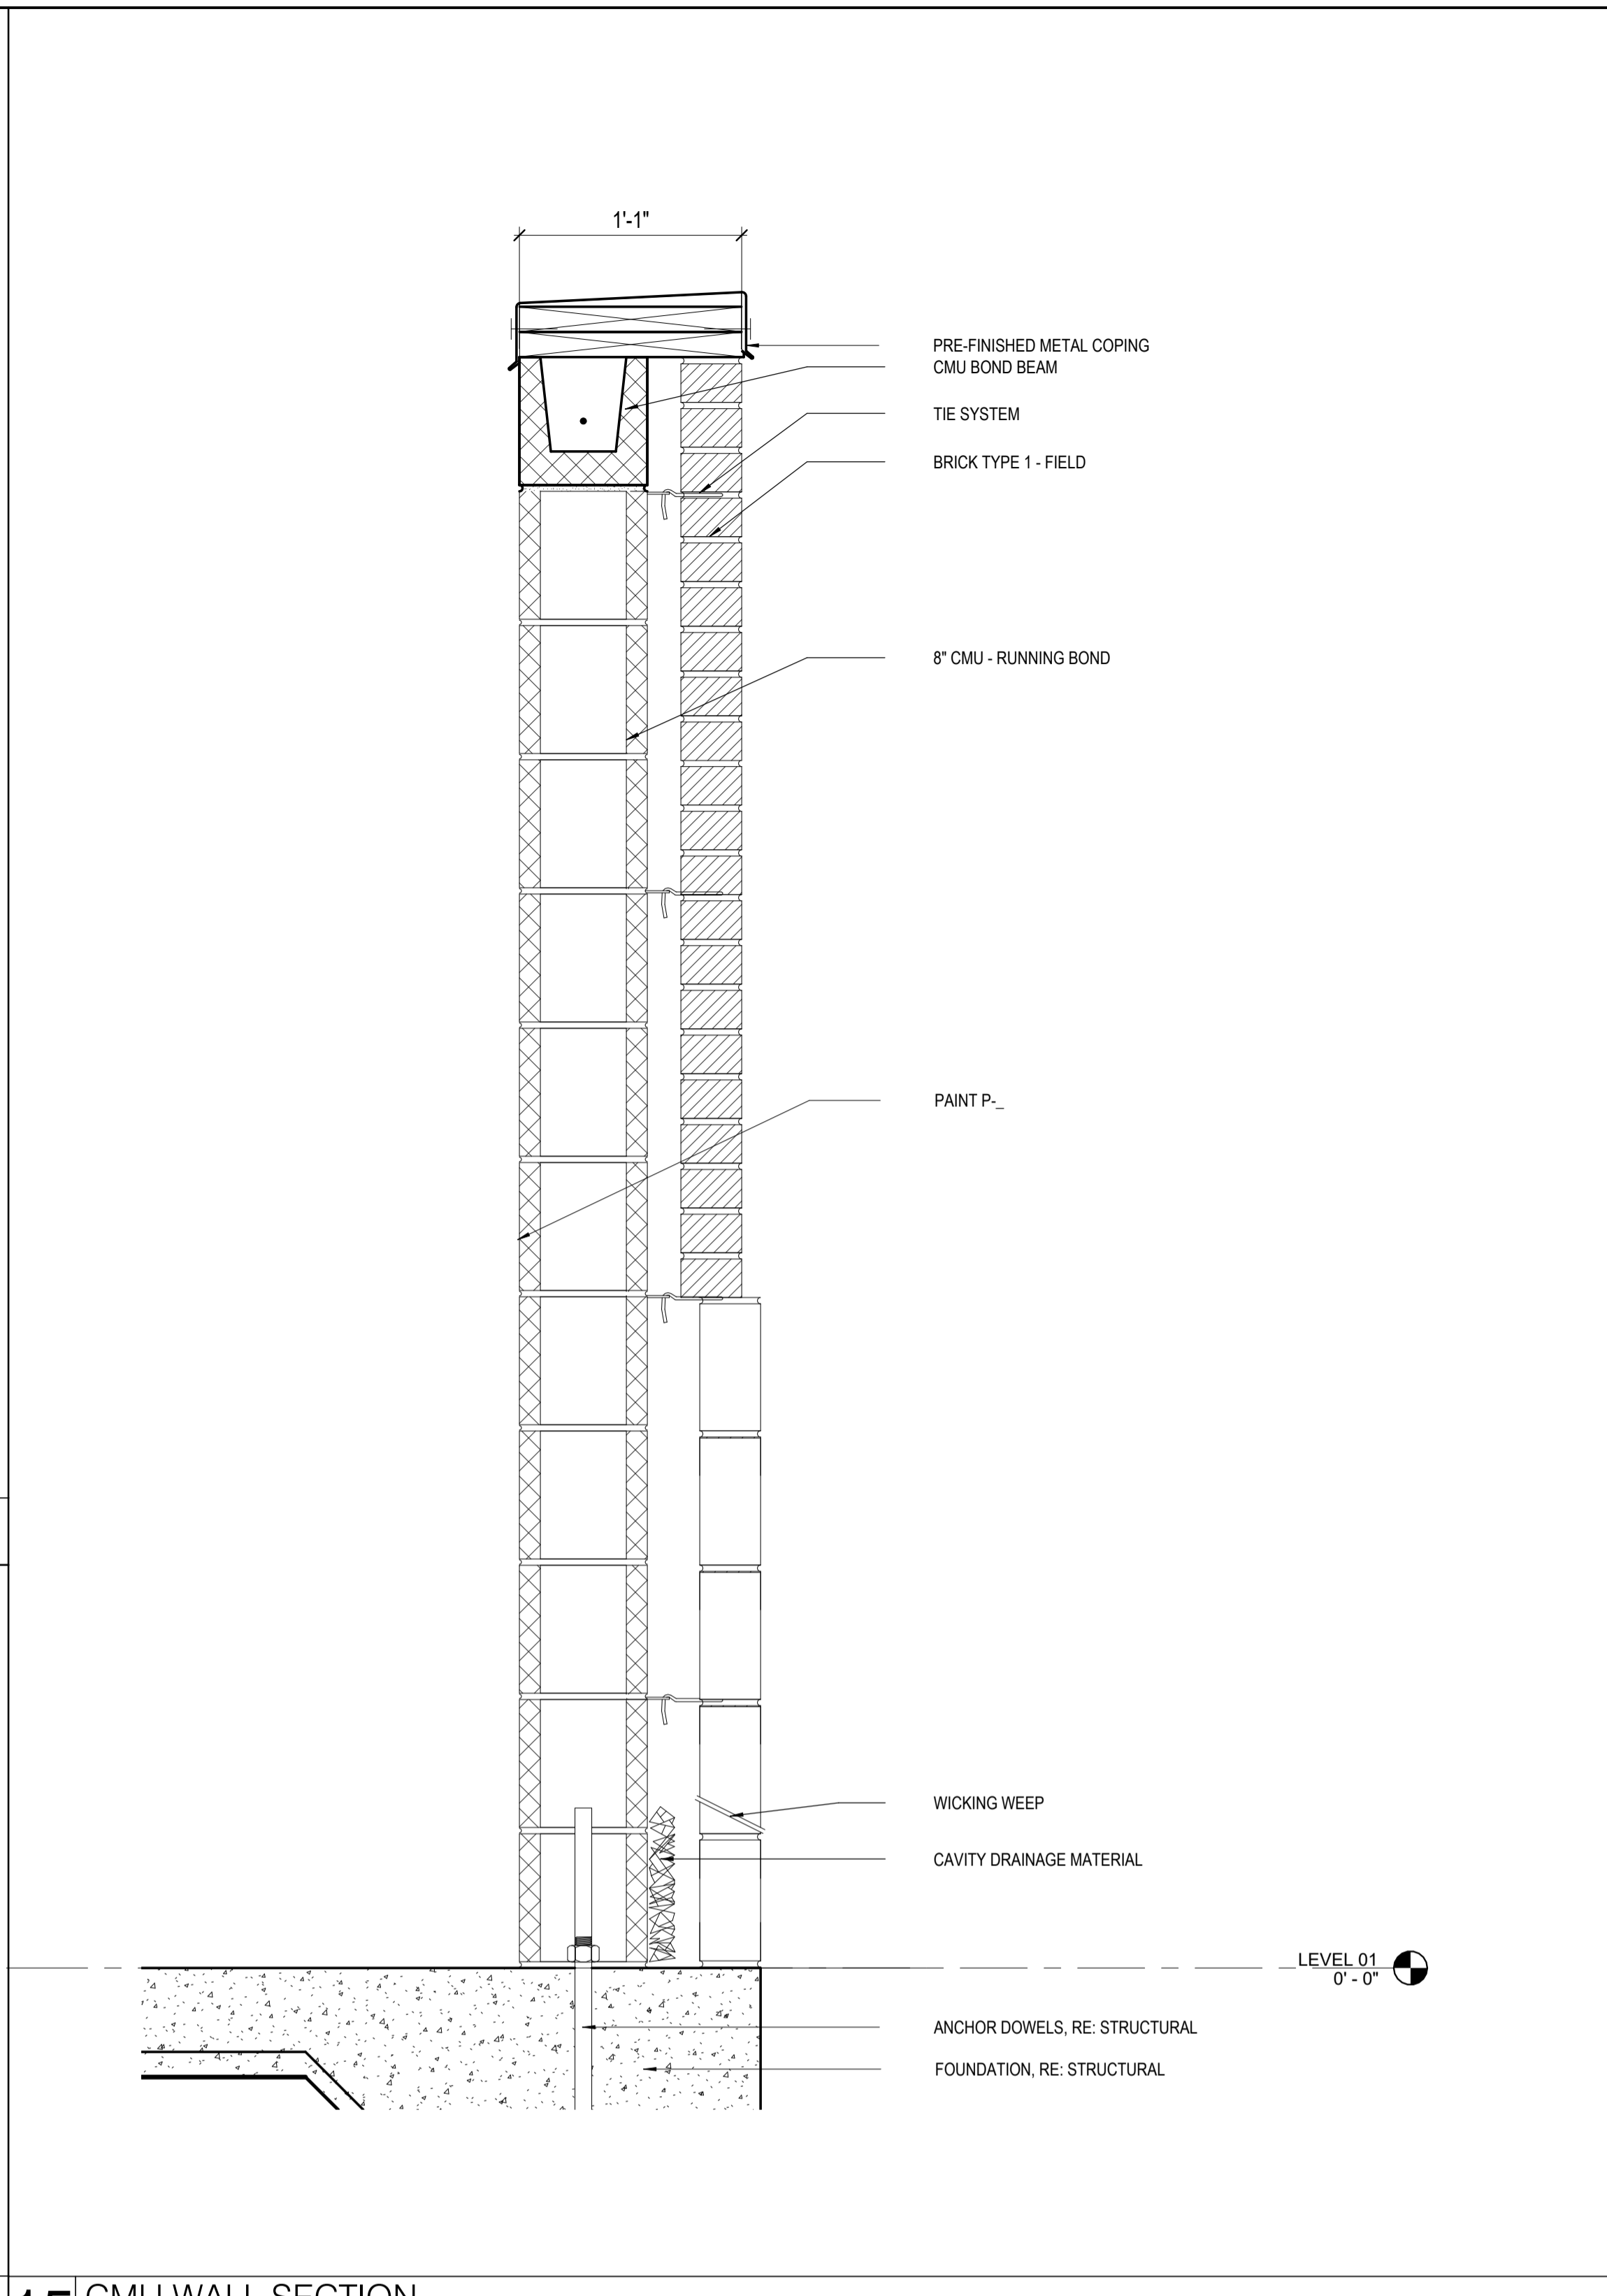 1'-1"
PRE-FINISHED METAL COPING
CMU BOND BEAM
TIE SYSTEM
BRICK TYPE 1 - FIELD
8" CMU - RUNNING BOND
PAINT P-_
WICKING WEEP
CAVITY DRAINAGE MATERIAL
LEVEL 01
0' - 0"
ANCHOR DOWELS, RE: STRUCTURAL
FOUNDATION, RE: STRUCTURAL
CMU WALL SECTION